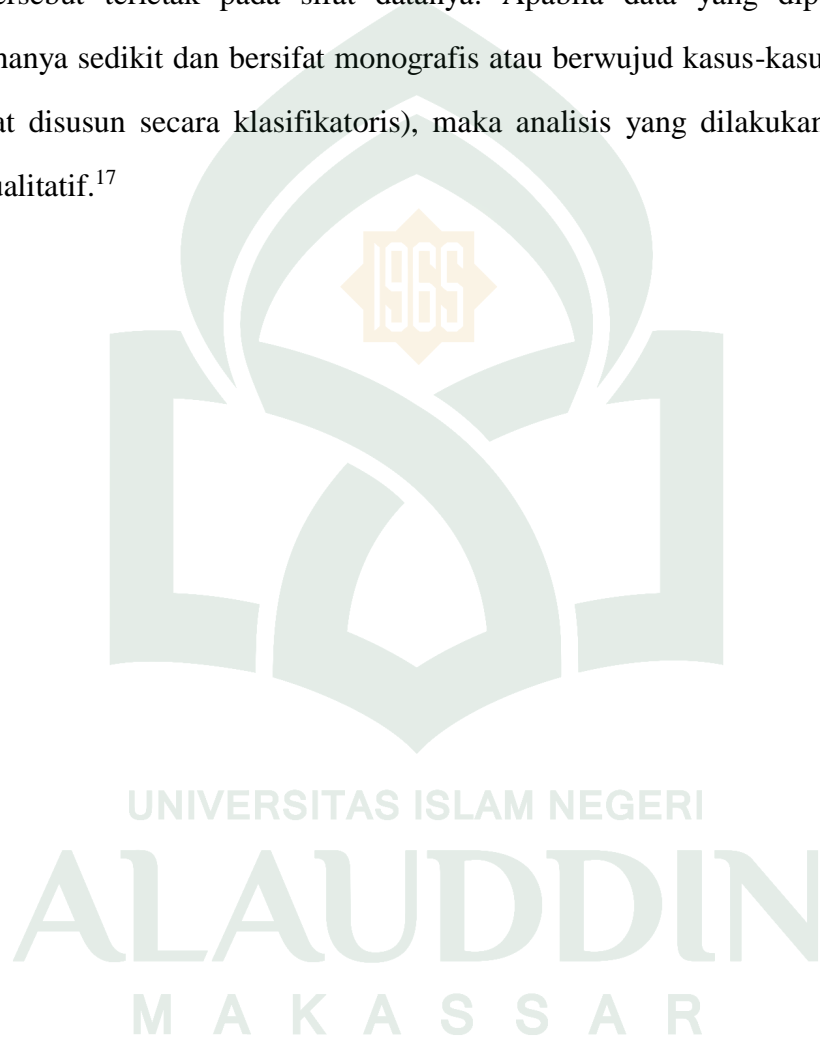 ersebut terletak pada sifat datanya. Apabila data yang dip
hanya sedikit dan bersifat monografis atau berwujud kasus-kasu
at disusun secara klasifikatoris), maka analisis yang dilakukan
ualitatif.17
1965
UNIVERSITAS ISLAM NEGERI
ALAUDDIN
MAKASSAR